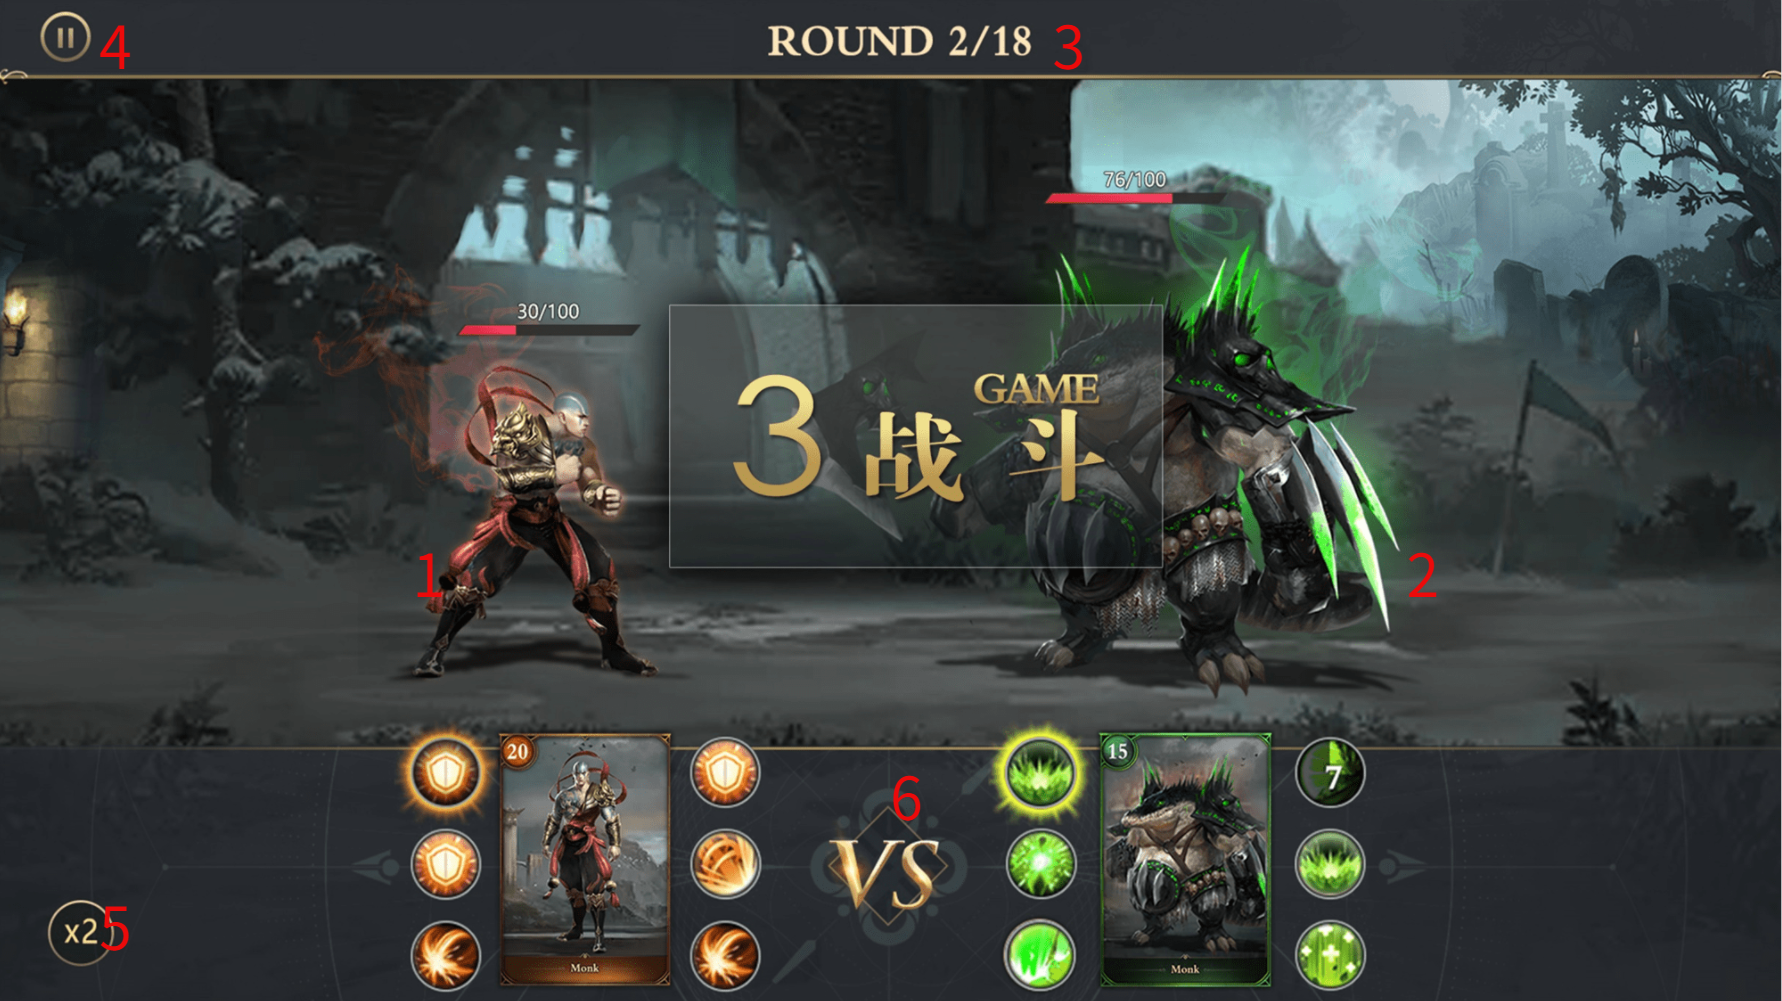 4
ROUND 2/18 3
76/100
30/100
GAME
3 战 斗
1
2
20
15
7
6
VS
x2 5
Monk
Monk